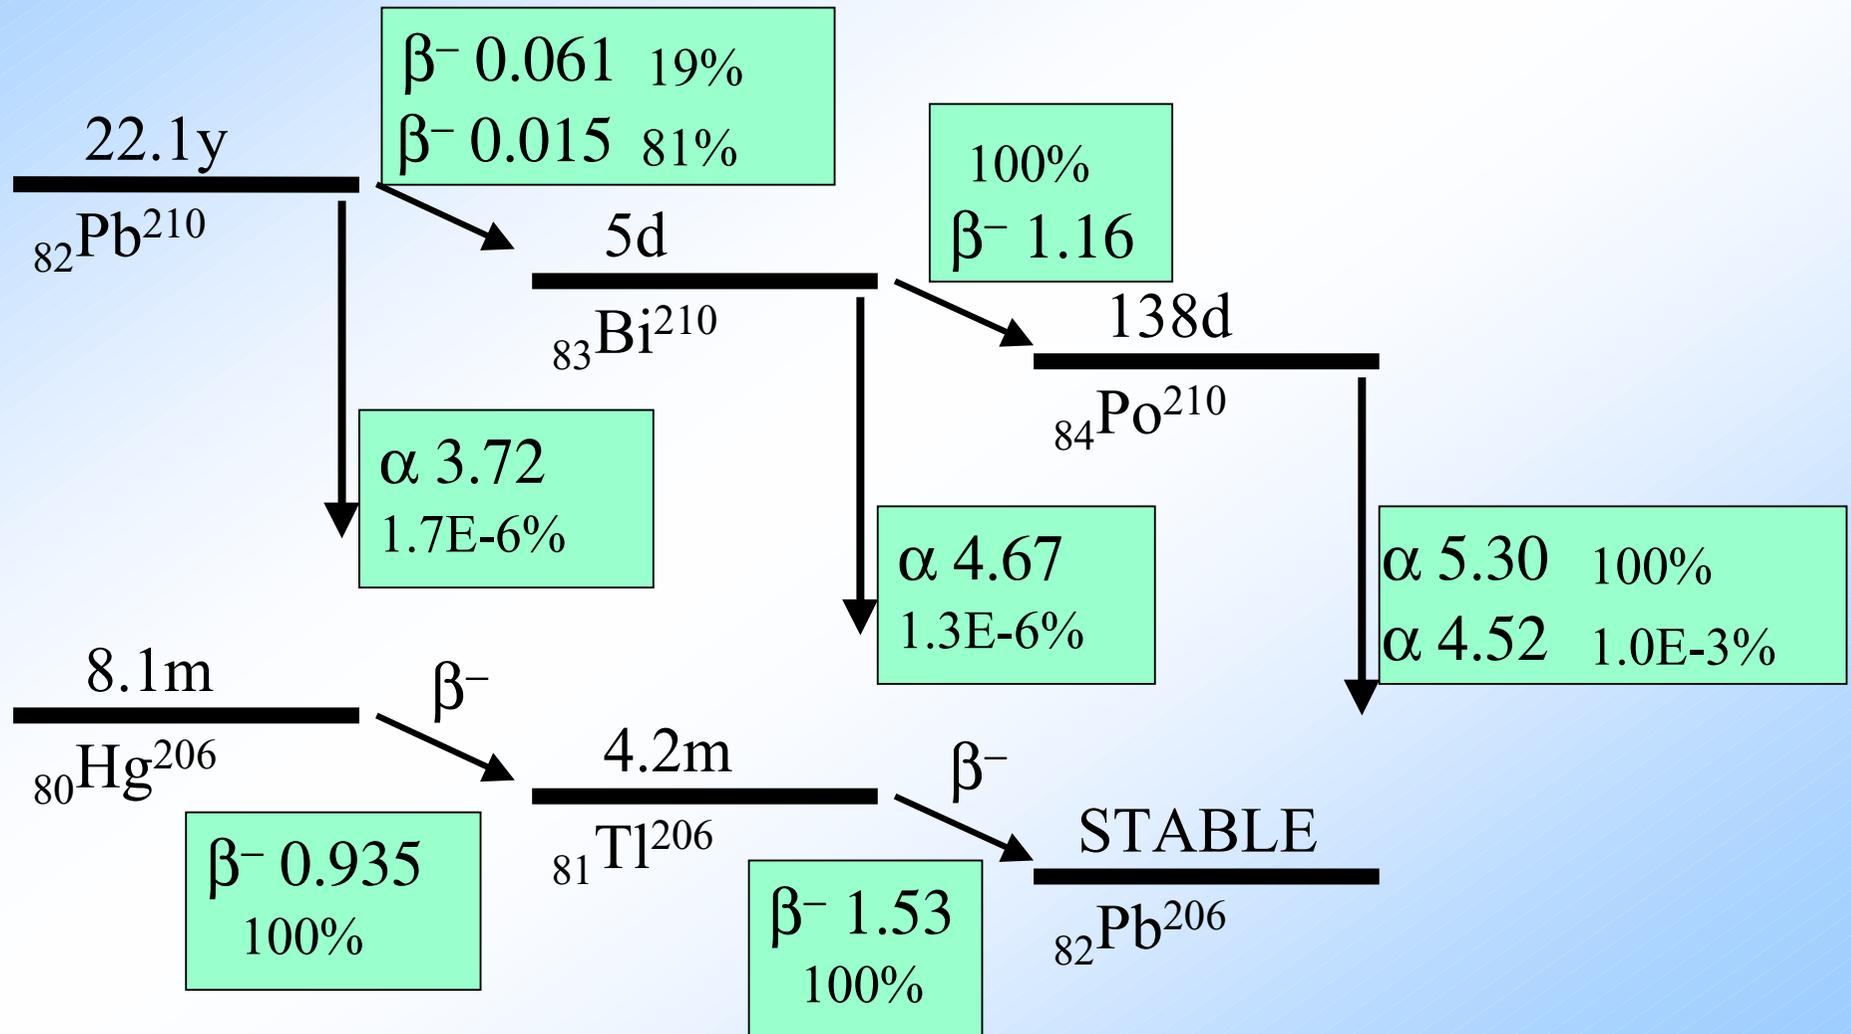 β– 0.061 19%
β– 0.015 81%
22.1y
₈₂Pb²¹⁰
100%
β– 1.16
5d
₈₃Bi²¹⁰
138d
₈₄Po²¹⁰
α 3.72
1.7E-6%
α 4.67
1.3E-6%
α 5.30 100%
α 4.52 1.0E-3%
8.1m
β–
₈₀Hg²⁰⁶
4.2m
β–
₈₁Tl²⁰⁶
STABLE
₈₂Pb²⁰⁶
β– 0.935
100%
β– 1.53
100%